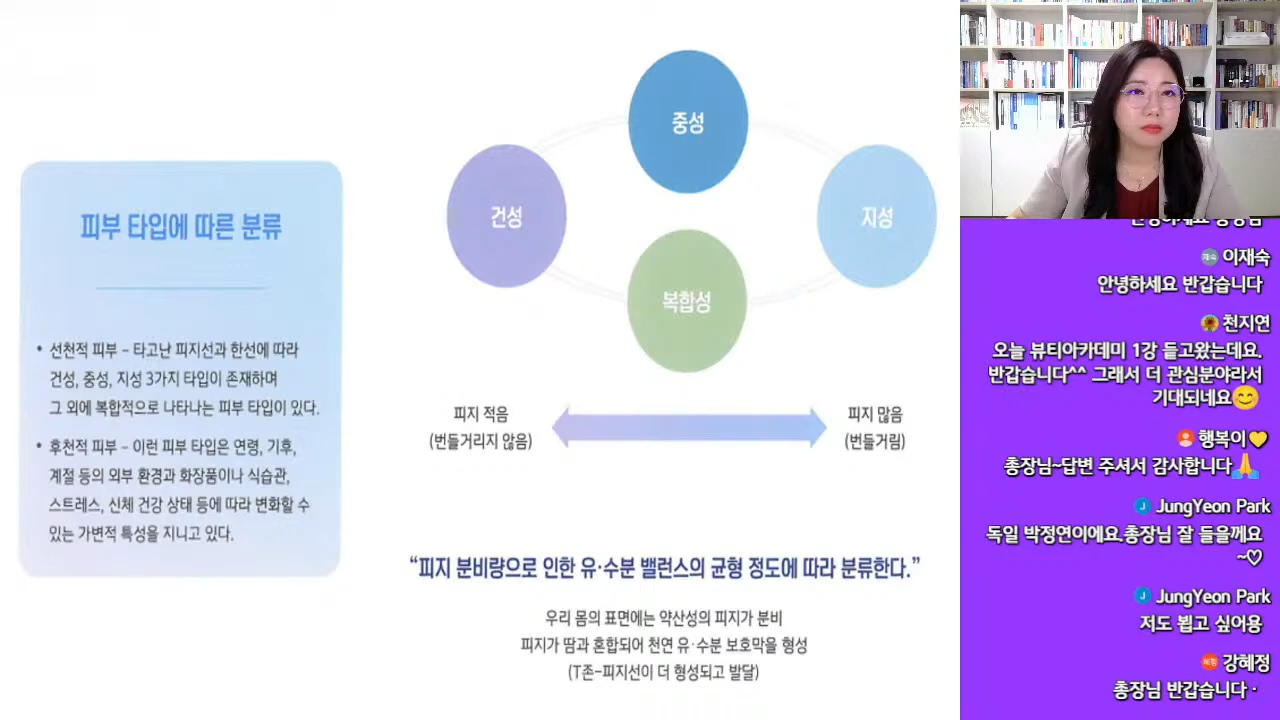 피부 타입에 따른 분류
• 선천적 피부 – 타고난 피지선과 한선에 따라
건성, 중성, 지성 3가지 타입이 존재하며
그 외에 복합적으로 나타나는 피부 타입이 있다.
• 후천적 피부 – 이런 피부 타입은 연령, 기후,
계절 등의 외부 환경과 화장품이나 식습관,
스트레스, 신체 건강 상태 등에 따라 변화할 수
있는 가변적 특성을 지니고 있다.
중성
건성
지성
복합성
피지 적음
(번들거리지 않음)
피지 많음
(번들거림)
“피지 분비량으로 인한 유·수분 밸런스의 균형 정도에 따라 분류한다.”
우리 몸의 표면에는 약산성의 피지가 분비
피지가 땀과 혼합되어 천연 유·수분 보호막을 형성
(T존–피지선이 더 형성되고 발달)
재숙 이재숙
안녕하세요 반갑습니다
천지연
오늘 뷰티아카데미 1강 듣고왔는데요.
반갑습니다^^ 그래서 더 관심분야라서
기대되네요😊
행복이💛
총장님~답변 주셔서 감사합니다🙏
J JungYeon Park
독일 박정연이에요.총장님 잘 들을께요
~♡
J JungYeon Park
저도 뵙고 싶어용
혜정 강혜정
총장님 반갑습니다·